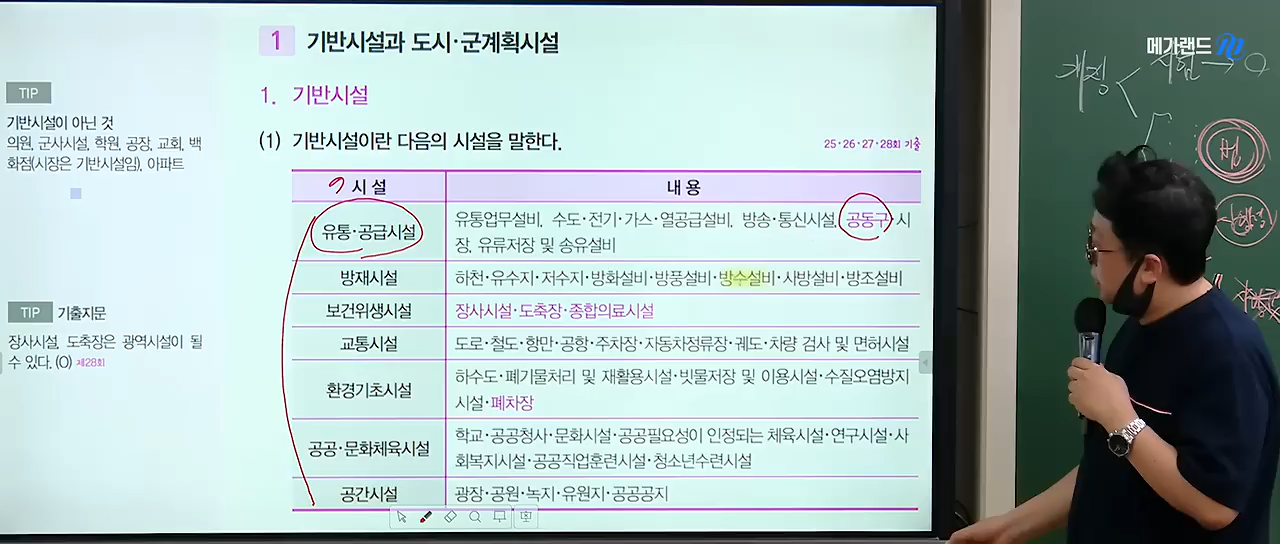 메가랜드
1 기반시설과 도시·군계획시설
1. 기반시설
(1) 기반시설이란 다음의 시설을 말한다.
25·26·27·28회 기출
TIP
기반시설이 아닌 것
의원, 군사시설, 학원, 공장, 교회, 백
화점(시장은 기반시설임), 아파트
TIP 기출지문
장사시설, 도축장은 광역시설이 될
수 있다. (O) 제28회
시 설 내 용
유통·공급시설 유통업무설비, 수도·전기·가스·열공급설비, 방송·통신시설, 공동구·시
장, 유류저장 및 송유설비
방재시설 하천·유수지·저수지·방화설비·방풍설비·방수설비·사방설비·방조설비
보건위생시설 장사시설·도축장·종합의료시설
교통시설 도로·철도·항만·공항·주차장·자동차정류장·궤도·차량 검사 및 면허시설
환경기초시설 하수도·폐기물처리 및 재활용시설·빗물저장 및 이용시설·수질오염방지
시설·폐차장
공공·문화체육시설 학교·공공청사·문화시설·공공필요성이 인정되는 체육시설·연구시설·사
회복지시설·공공직업훈련시설·청소년수련시설
공간시설 광장·공원·녹지·유원지·공공공지
개정
시험
법